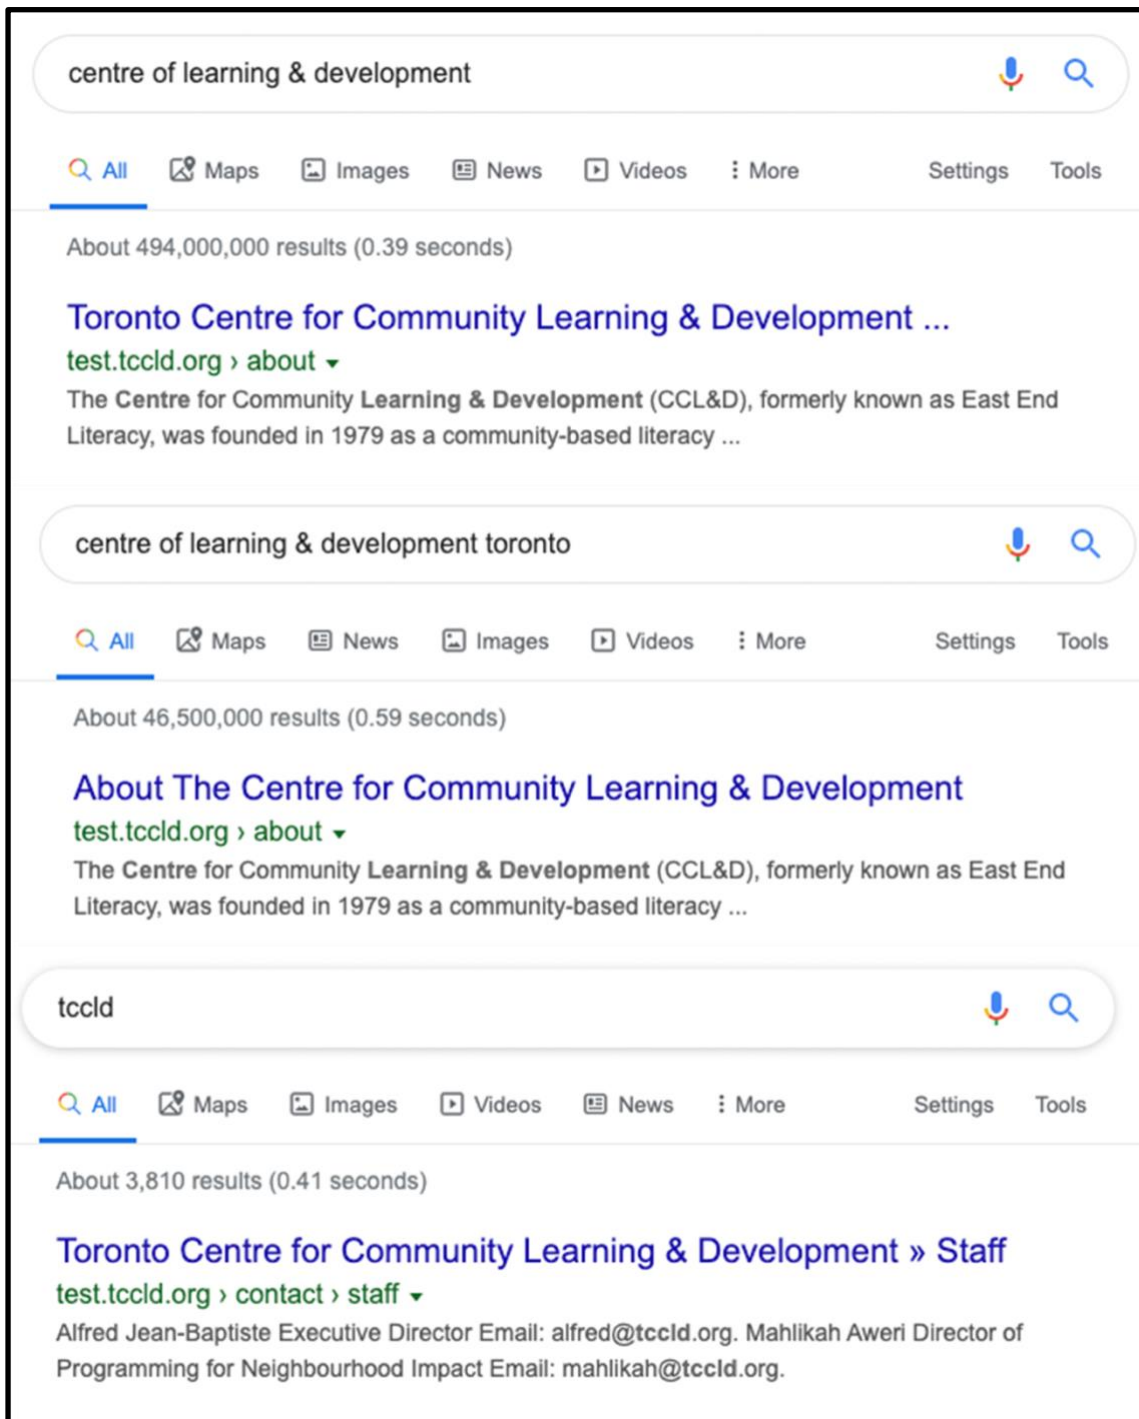 centre of learning & development
All Maps Images News Videos More Settings Tools
About 494,000,000 results (0.39 seconds)
Toronto Centre for Community Learning & Development ...
test.tccld.org › about
The Centre for Community Learning & Development (CCL&D), formerly known as East End
Literacy, was founded in 1979 as a community-based literacy ...
centre of learning & development toronto
All Maps News Images Videos More Settings Tools
About 46,500,000 results (0.59 seconds)
About The Centre for Community Learning & Development
test.tccld.org › about
The Centre for Community Learning & Development (CCL&D), formerly known as East End
Literacy, was founded in 1979 as a community-based literacy ...
tccld
All Maps Images Videos News More Settings Tools
About 3,810 results (0.41 seconds)
Toronto Centre for Community Learning & Development » Staff
test.tccld.org › contact › staff
Alfred Jean-Baptiste Executive Director Email: alfred@tccld.org. Mahlikah Aweri Director of
Programming for Neighbourhood Impact Email: mahlikah@tccld.org.